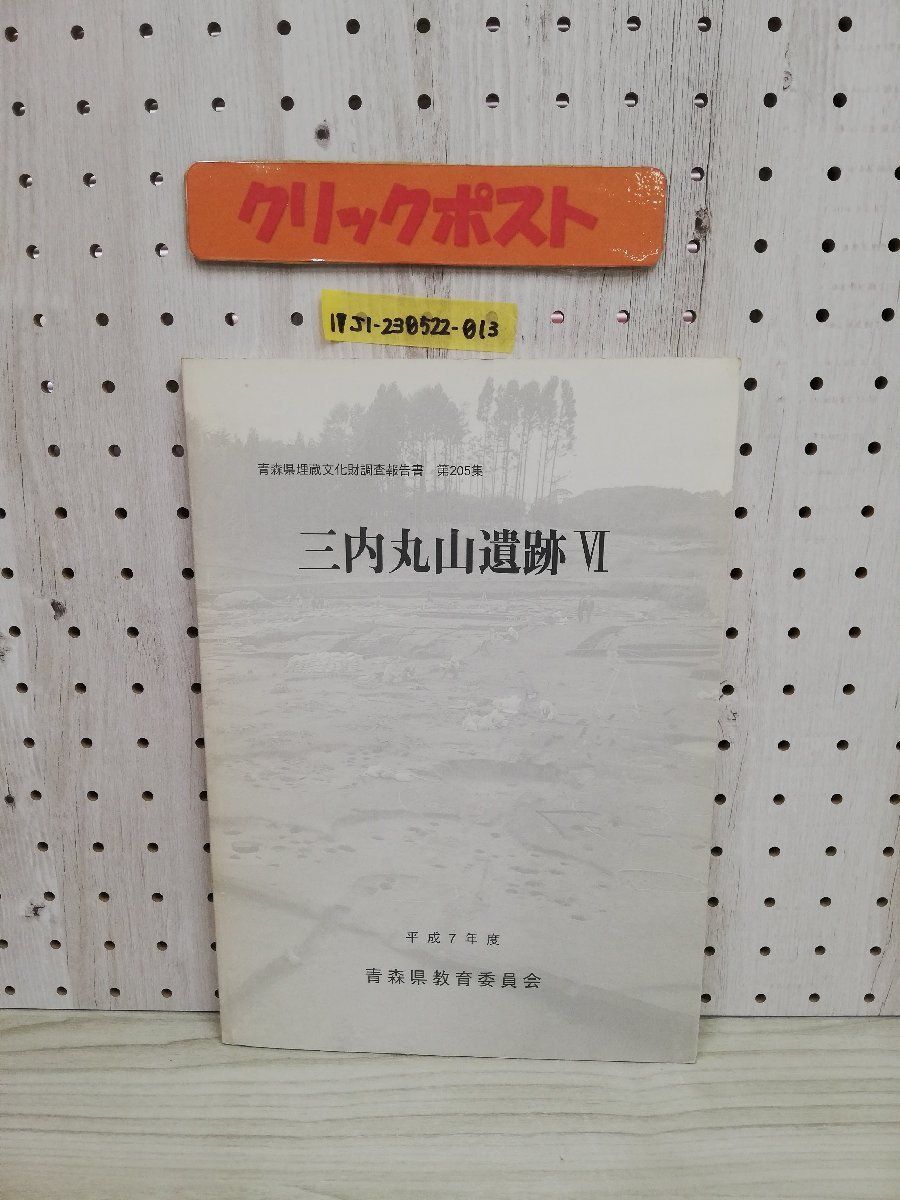 クリックポスト
1▼J1-230522-013
青森県埋蔵文化財調査報告書 第205集
三内丸山遺跡 Ⅵ
平成7年度
青森県教育委員会